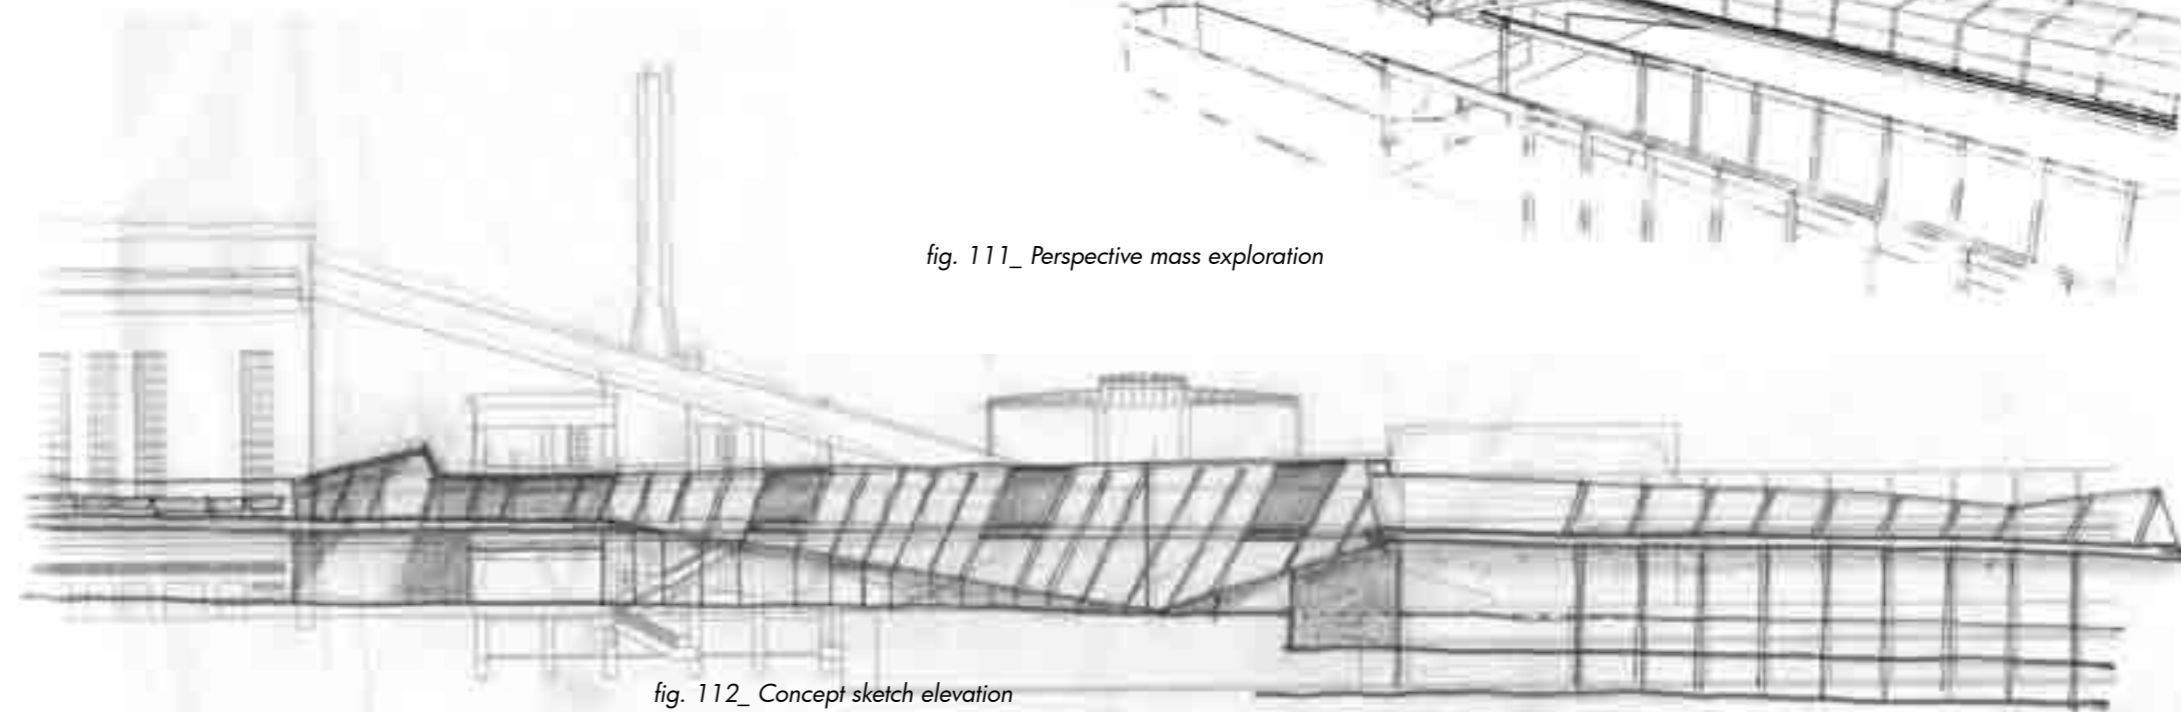 fig. 111_ Perspective mass exploration
fig. 112_ Concept sketch elevation